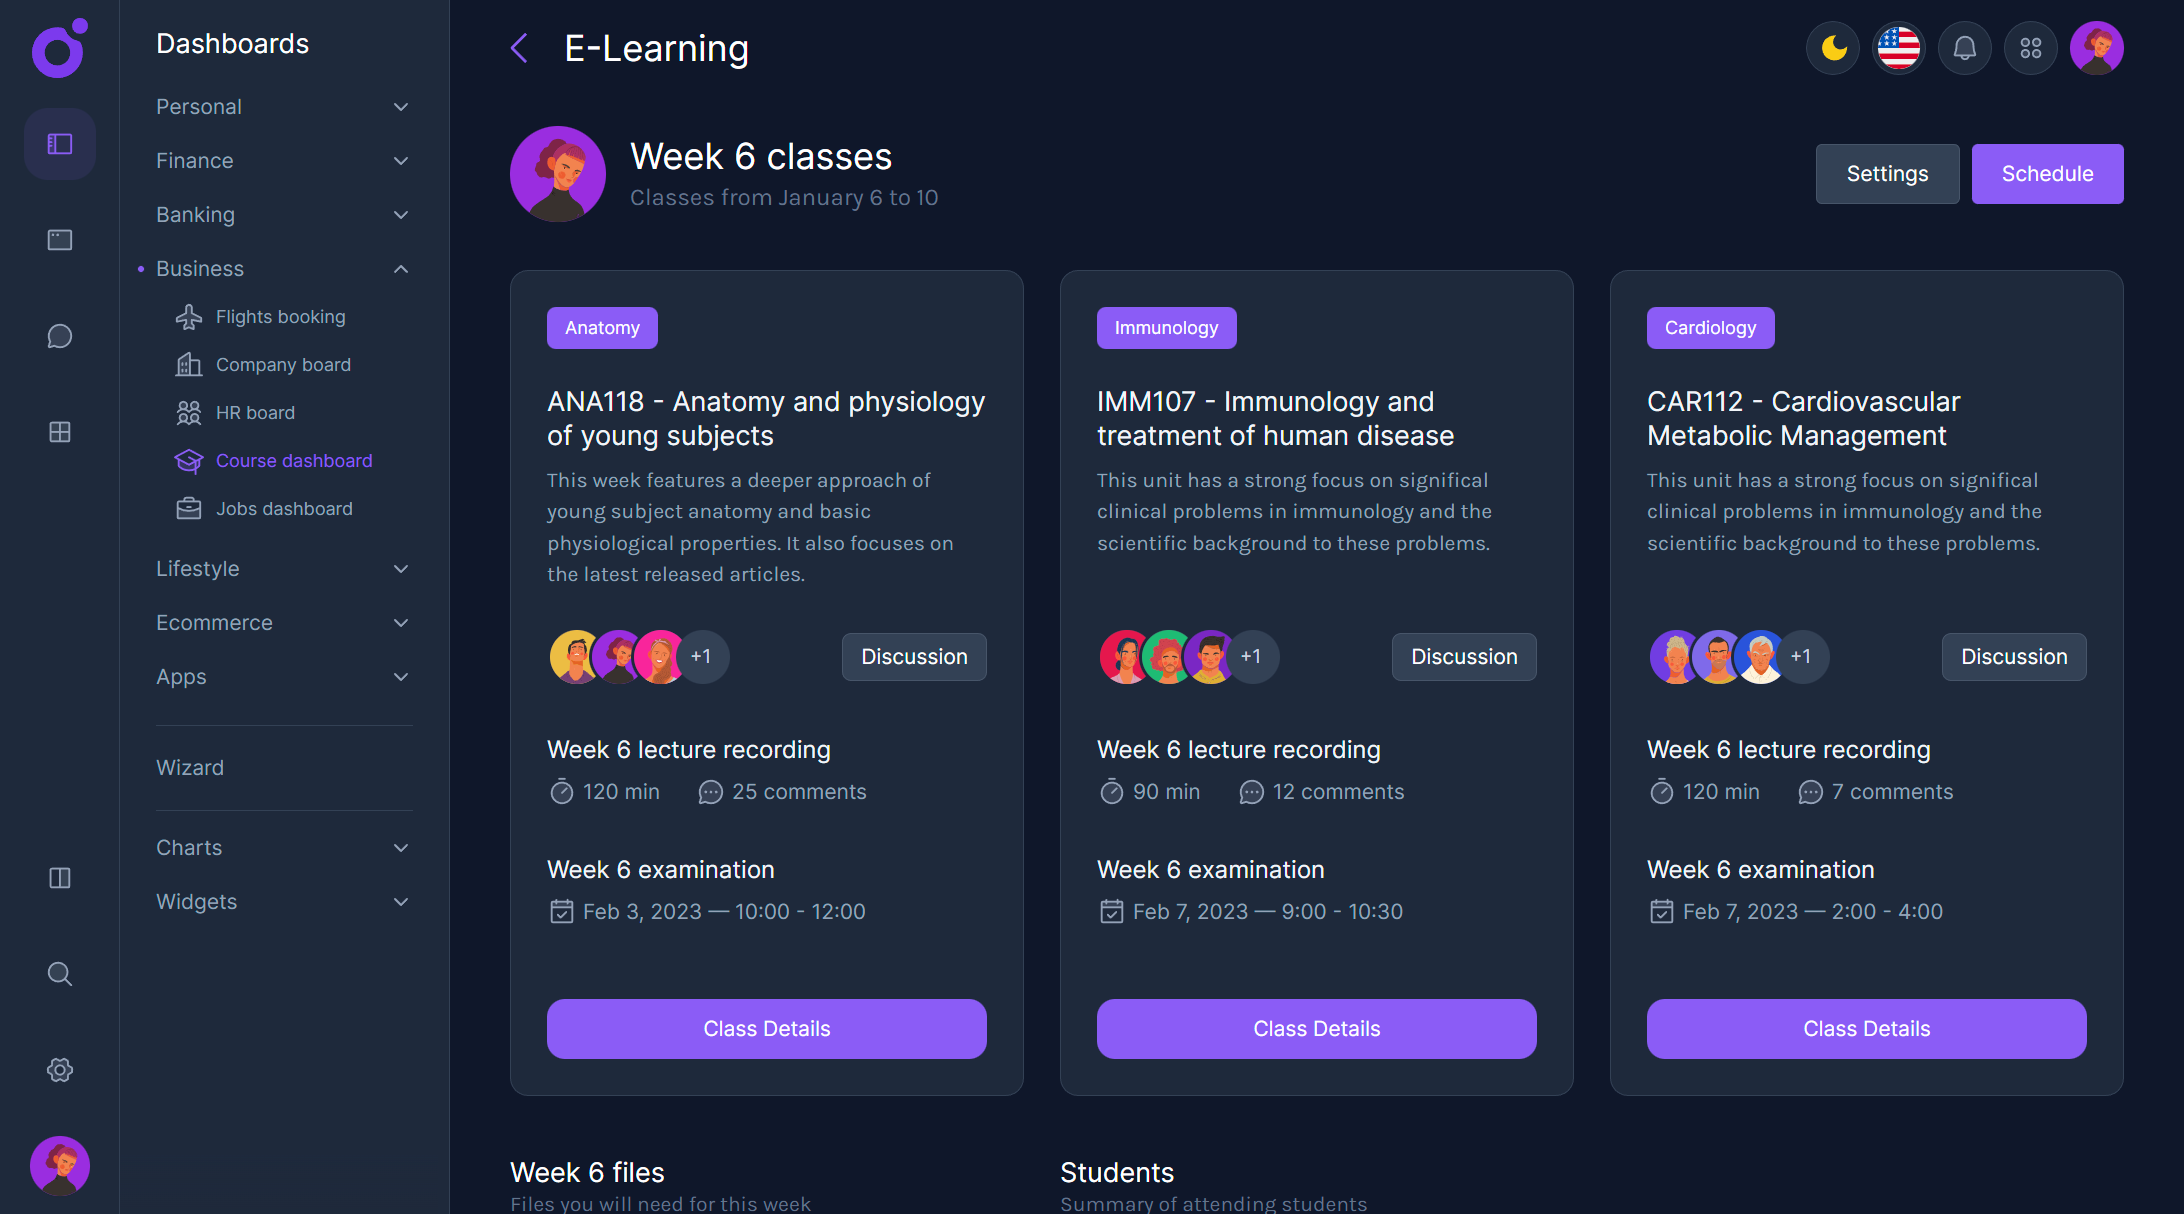 Dashboards
Personal
Finance
Banking
Business
Flights booking
Company board
HR board
Course dashboard
Jobs dashboard
Lifestyle
Ecommerce
Apps
Wizard
Charts
Widgets
E-Learning
Week 6 classes
Classes from January 6 to 10
Settings
Schedule
Anatomy
ANA118 - Anatomy and physiology
of young subjects
This week features a deeper approach of
young subject anatomy and basic
physiological properties. It also focuses on
the latest released articles.
+1
Discussion
Week 6 lecture recording
120 min
25 comments
Week 6 examination
Feb 3, 2023 — 10:00 - 12:00
Class Details
Immunology
IMM107 - Immunology and
treatment of human disease
This unit has a strong focus on significal
clinical problems in immunology and the
scientific background to these problems.
+1
Discussion
Week 6 lecture recording
90 min
12 comments
Week 6 examination
Feb 7, 2023 — 9:00 - 10:30
Class Details
Cardiology
CAR112 - Cardiovascular
Metabolic Management
This unit has a strong focus on significal
clinical problems in immunology and the
scientific background to these problems.
+1
Discussion
Week 6 lecture recording
120 min
7 comments
Week 6 examination
Feb 7, 2023 — 2:00 - 4:00
Class Details
Week 6 files
Files you will need for this week
Students
Summary of attending students